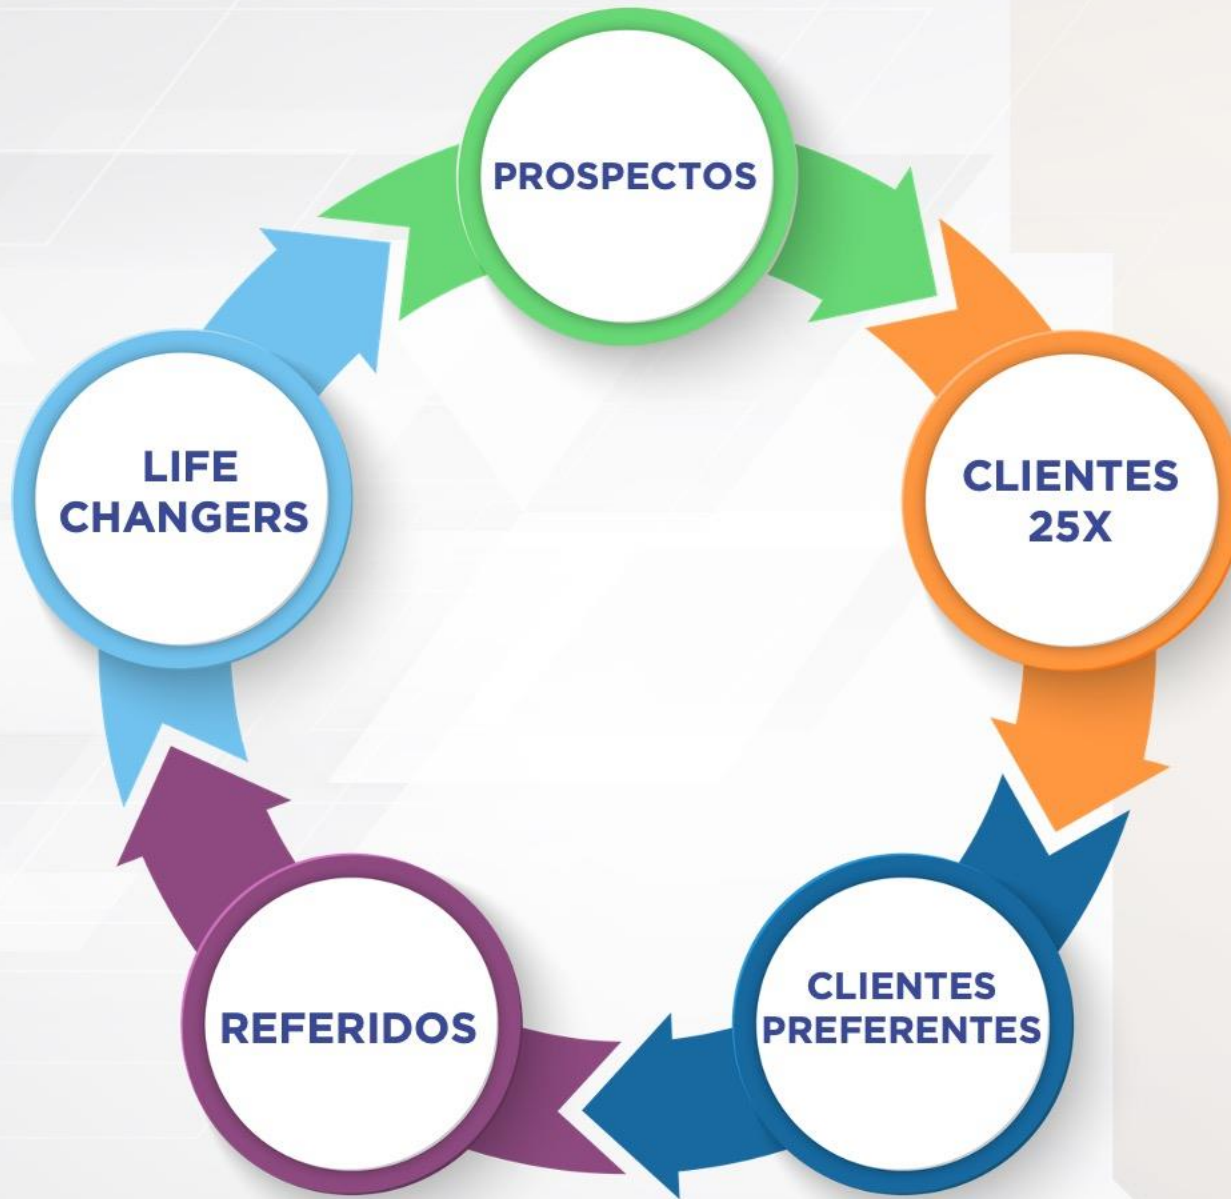 PROSPECTOS
CLIENTES
25X
CLIENTES
PREFERENTES
REFERIDOS
LIFE
CHANGERS